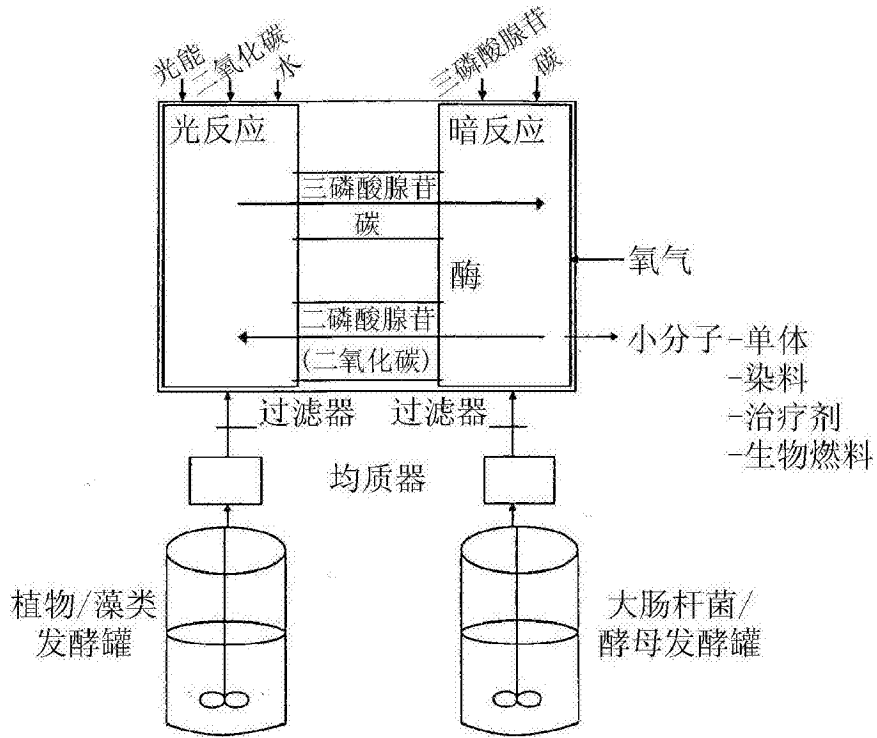 光能
二氧化碳
水
三磷酸腺苷
碳
光反应
暗反应
三磷酸腺苷
碳
酶
氧气
二磷酸腺苷
(二氧化碳)
小分子-单体
-染料
-治疗剂
-生物燃料
过滤器
过滤器
均质器
植物/藻类
发酵罐
大肠杆菌/
酵母发酵罐